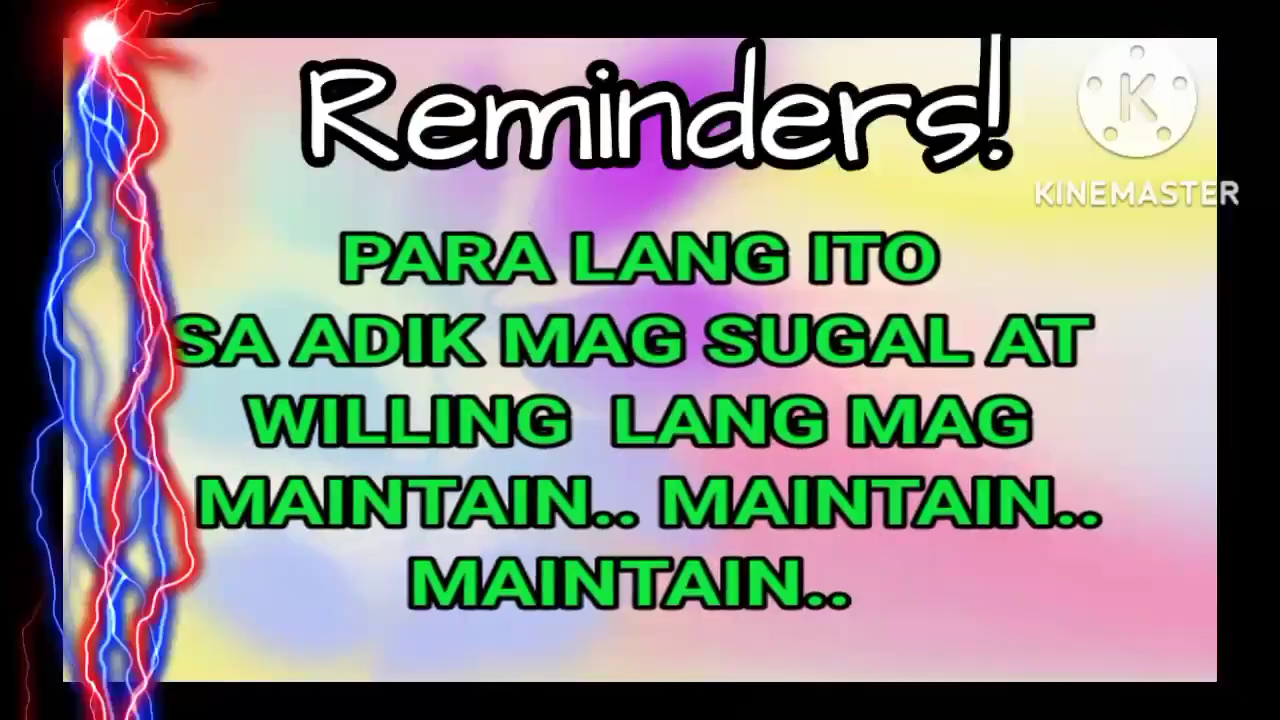 Reminders!
K
KINEMASTER
PARA LANG ITO
SA ADIK MAG SUGAL AT
WILLING LANG MAG
MAINTAIN.. MAINTAIN..
MAINTAIN..